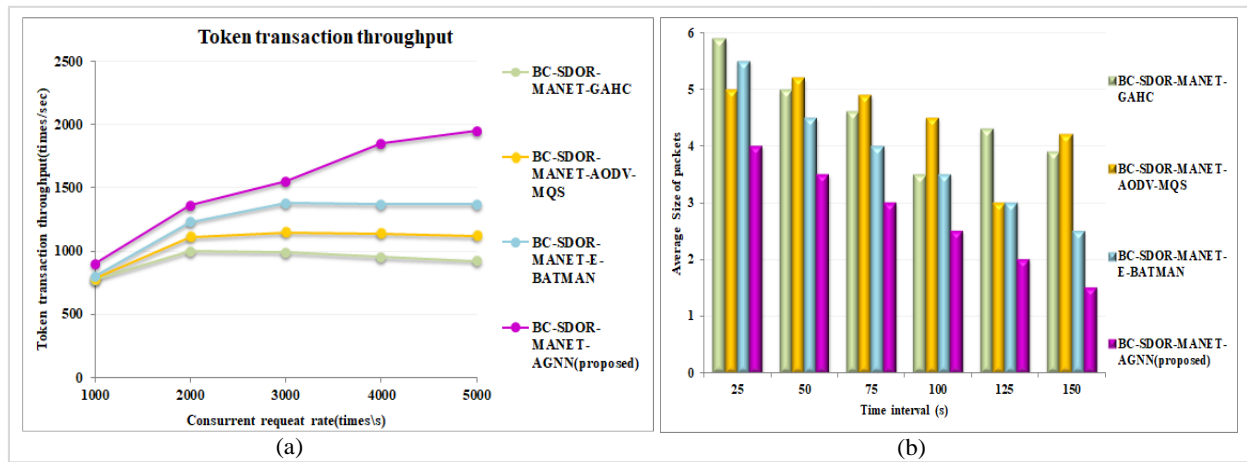 Token transaction throughput
Token transaction throughput(times/sec)
2500
2000
1500
1000
500
0
1000 2000 3000 4000 5000
Consurrent requeat rate(times\s)
BC-SDOR-
MANET-GAHC
BC-SDOR-
MANET-AODV-
MQS
BC-SDOR-
MANET-E-
BATMAN
BC-SDOR-
MANET-
AGNN(proposed)
(a)
Average Size of packets
6
5
4
3
2
1
0
25 50 75 100 125 150
Time interval (s)
BC-SDOR-MANET-
GAHC
BC-SDOR-MANET-
AODV-MQS
BC-SDOR-MANET-
E-BATMAN
BC-SDOR-MANET-
AGNN(proposed)
(b)